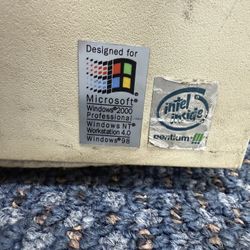 Designed for
Microsoft
Windows®2000
Professional
Windows NT®
Workstation 4.0
Windows®98
intel
inside
pentium III